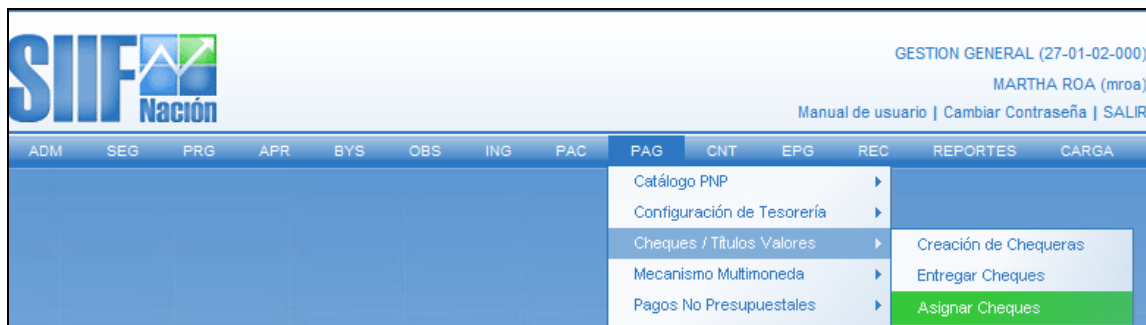 SIIF
Nación
GESTION GENERAL (27-01-02-000)
MARTHA ROA (mroa)
Manual de usuario | Cambiar Contraseña | SALIR
ADM SEG PRG APR BYS OBS ING PAC PAG CNT EPG REC REPORTES CARGA
Catálogo PNP
Configuración de Tesorería
Cheques / Títulos Valores
Mecanismo Multimoneda
Pagos No Presupuestales
Creación de Chequeras
Entregar Cheques
Asignar Cheques